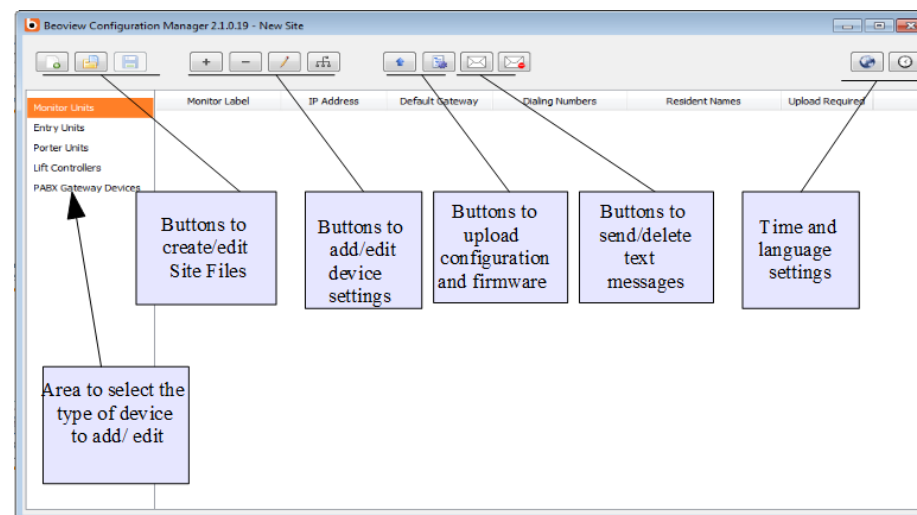 Beoview Configuration Manager 2.1.0.19 - New Site
Monitor Label IP Address Default Gateway Dialing Numbers Resident Names Upload Required
Monitor Units
Entry Units
Porter Units
Lift Controllers
PABX Gateway Devices
Buttons to
create/edit
Site Files
Buttons to
add/edit
device
settings
Buttons to
upload
configuration
and firmware
Buttons to
send/delete
text
messages
Time and
language
settings
Area to select the
type of device
to add/ edit